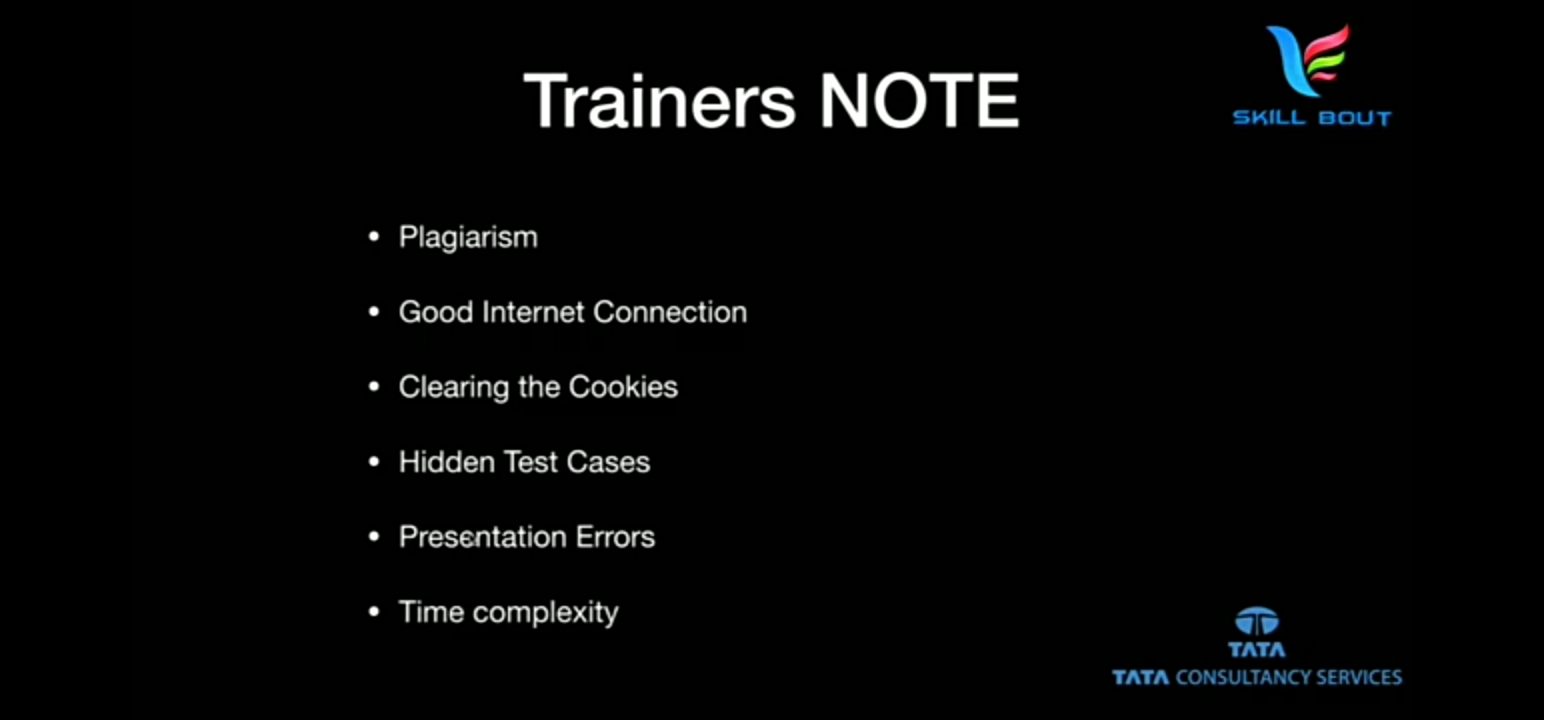 Trainers NOTE
SKILL BOUT
• Plagiarism
• Good Internet Connection
• Clearing the Cookies
• Hidden Test Cases
• Presentation Errors
• Time complexity
TATA
TATA CONSULTANCY SERVICES